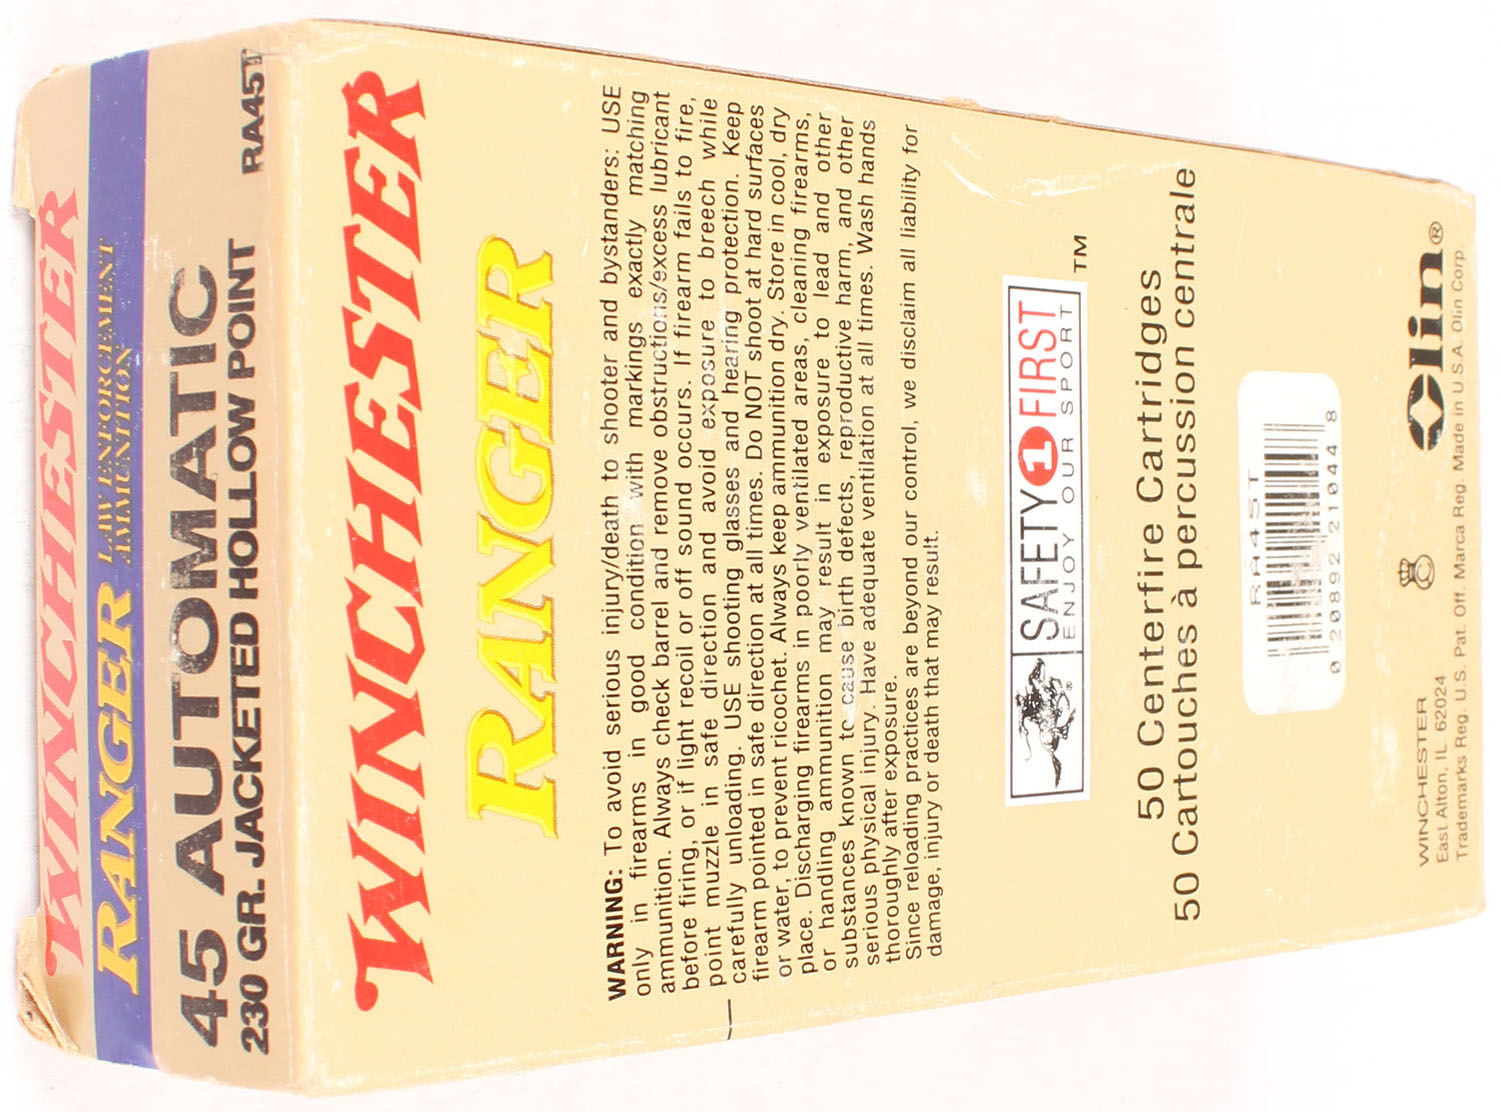 WINCHESTER
RANGER LAW ENFORCEMENT
AMMUNITION
45 AUTOMATIC
230 GR. JACKETED HOLLOW POINT RA45T
WINCHESTER
RANGER
WARNING: To avoid serious injury/death to shooter and bystanders: USE
only in firearms in good condition with markings exactly matching
ammunition. Always check barrel and remove obstructions/excess lubricant
before firing, or if light recoil or off sound occurs. If firearm fails to fire,
point muzzle in safe direction and avoid exposure to breech while
carefully unloading. USE shooting glasses and hearing protection. Keep
firearm pointed in safe direction at all times. Do NOT shoot at hard surfaces
or water, to prevent ricochet. Always keep ammunition dry. Store in cool, dry
place. Discharging firearms in poorly ventilated areas, cleaning firearms,
or handling ammunition may result in exposure to lead and other
substances known to cause birth defects, reproductive harm, and other
serious physical injury. Have adequate ventilation at all times. Wash hands
thoroughly after exposure.
Since reloading practices are beyond our control, we disclaim all liability for
damage, injury or death that may result.
SAFETY 1 FIRST TM
ENJOY OUR SPORT
®
50 Centerfire Cartridges
50 Cartouches à percussion centrale
RA45T
0 20892 21044 8
Olin®
WINCHESTER
East Alton, IL 62024
Trademarks Reg. U.S. Pat. Off. Marca Reg. Made in U.S.A. Olin Corp.